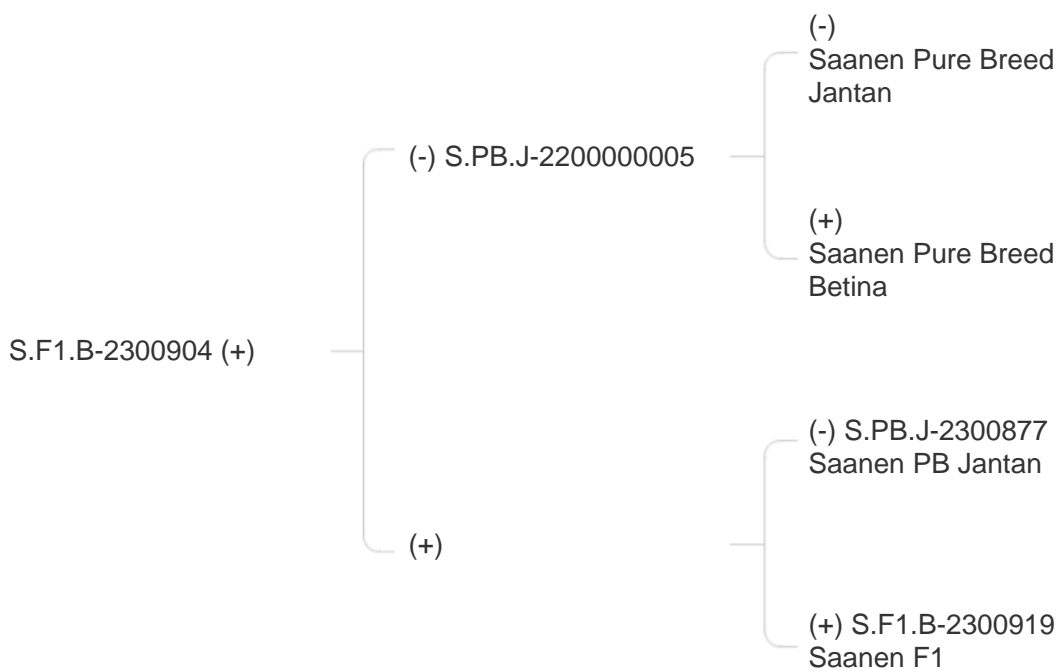 (-)
Saanen Pure Breed
Jantan
(-) S.PB.J-2200000005
(+)
Saanen Pure Breed
Betina
S.F1.B-2300904 (+)
(-) S.PB.J-2300877
Saanen PB Jantan
(+)
(+) S.F1.B-2300919
Saanen F1